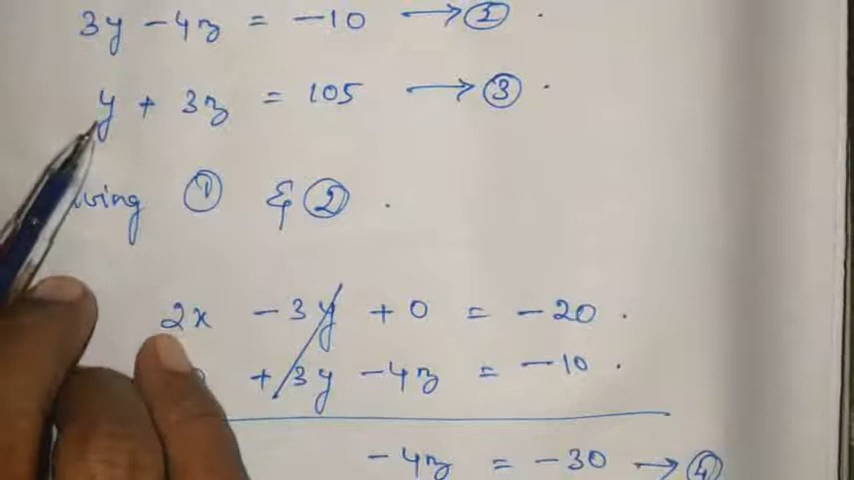 3y - 4z = -10 → ②.
y + 3z = 105 → ③.
① & ②.
2x - 3y + 0 = -20.
+ 3y - 4z = -10.
-4z = -30 → ④